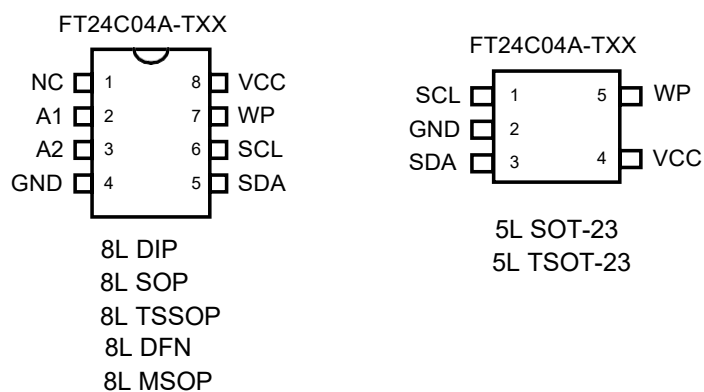 FT24C04A-TXX
NC 1 8 VCC
A1 2 7 WP
A2 3 6 SCL
GND 4 5 SDA
8L DIP
8L SOP
8L TSSOP
8L DFN
8L MSOP
FT24C04A-TXX
SCL 1 5 WP
GND 2
SDA 3 4 VCC
5L SOT-23
5L TSOT-23